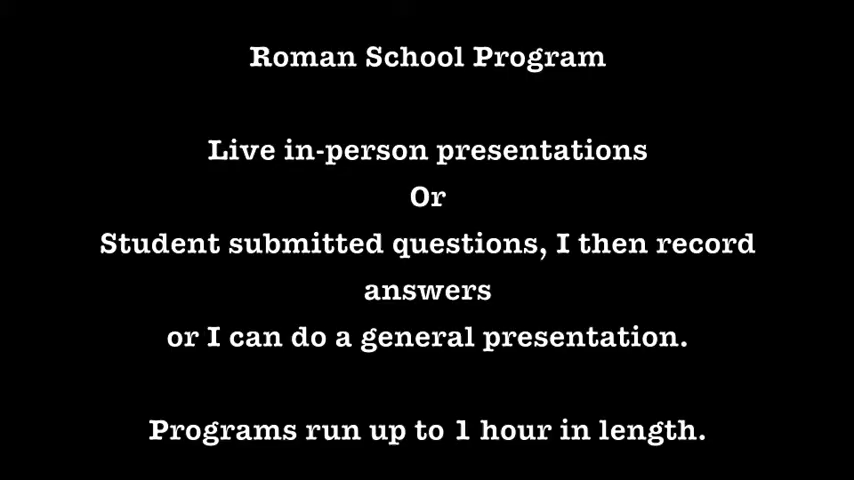 Roman School Program
Live in-person presentations
Or
Student submitted questions, I then record
answers
or I can do a general presentation.
Programs run up to 1 hour in length.